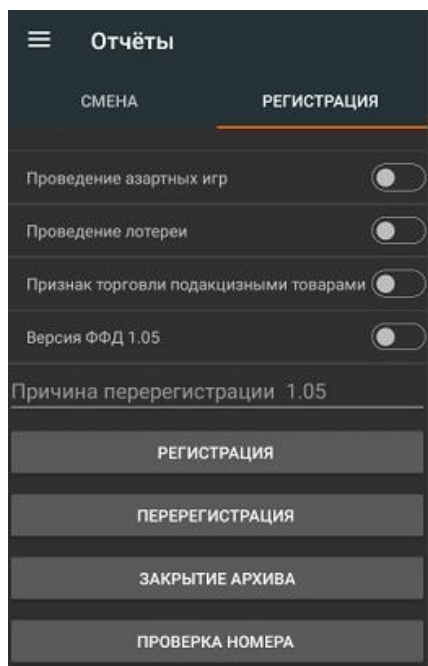 Отчёты
СМЕНА РЕГИСТРАЦИЯ
Проведение азартных игр
Проведение лотереи
Признак торговли подакцизными товарами
Версия ФФД 1.05
Причина перерегистрации 1.05
РЕГИСТРАЦИЯ
ПЕРЕРЕГИСТРАЦИЯ
ЗАКРЫТИЕ АРХИВА
ПРОВЕРКА НОМЕРА